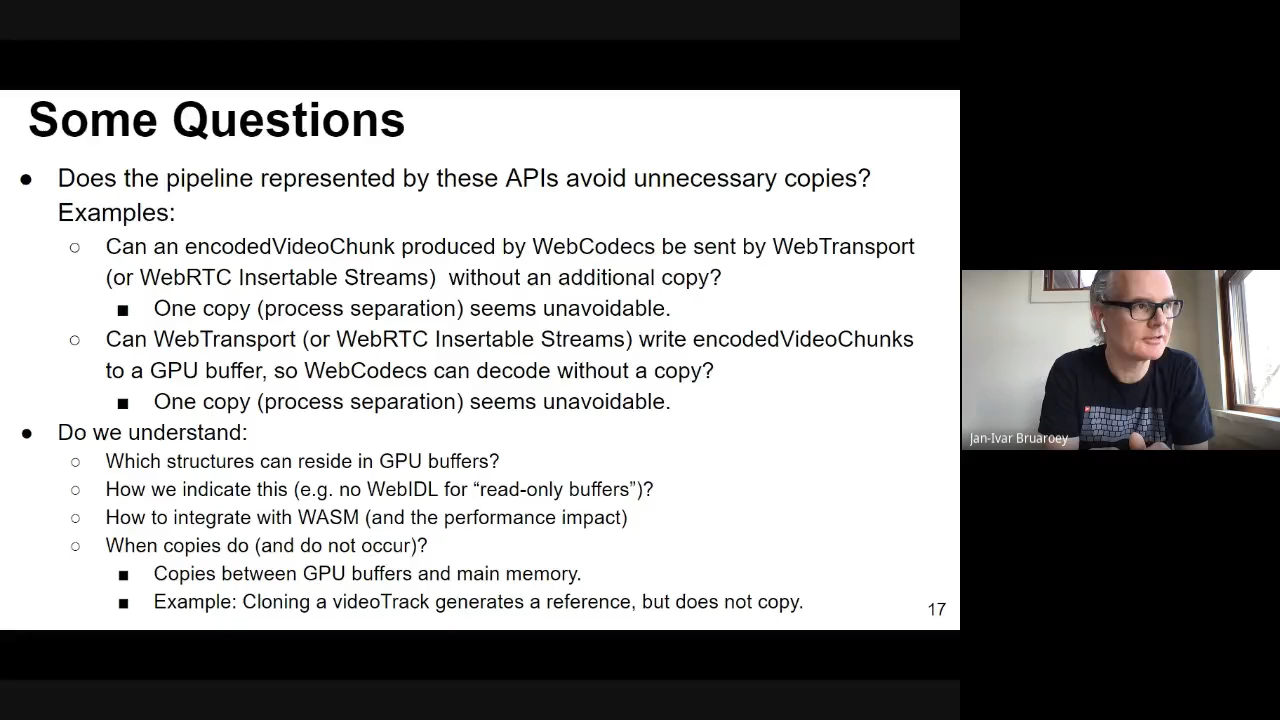 Some Questions
● Does the pipeline represented by these APIs avoid unnecessary copies?
Examples:
○ Can an encodedVideoChunk produced by WebCodecs be sent by WebTransport
(or WebRTC Insertable Streams)  without an additional copy?
■ One copy (process separation) seems unavoidable.
○ Can WebTransport (or WebRTC Insertable Streams) write encodedVideoChunks
to a GPU buffer, so WebCodecs can decode without a copy?
■ One copy (process separation) seems unavoidable.
● Do we understand:
○ Which structures can reside in GPU buffers?
○ How we indicate this (e.g. no WebIDL for “read-only buffers”)?
○ How to integrate with WASM (and the performance impact)
○ When copies do (and do not occur)?
■ Copies between GPU buffers and main memory.
■ Example: Cloning a videoTrack generates a reference, but does not copy.
17
Jan-Ivar Bruaroey